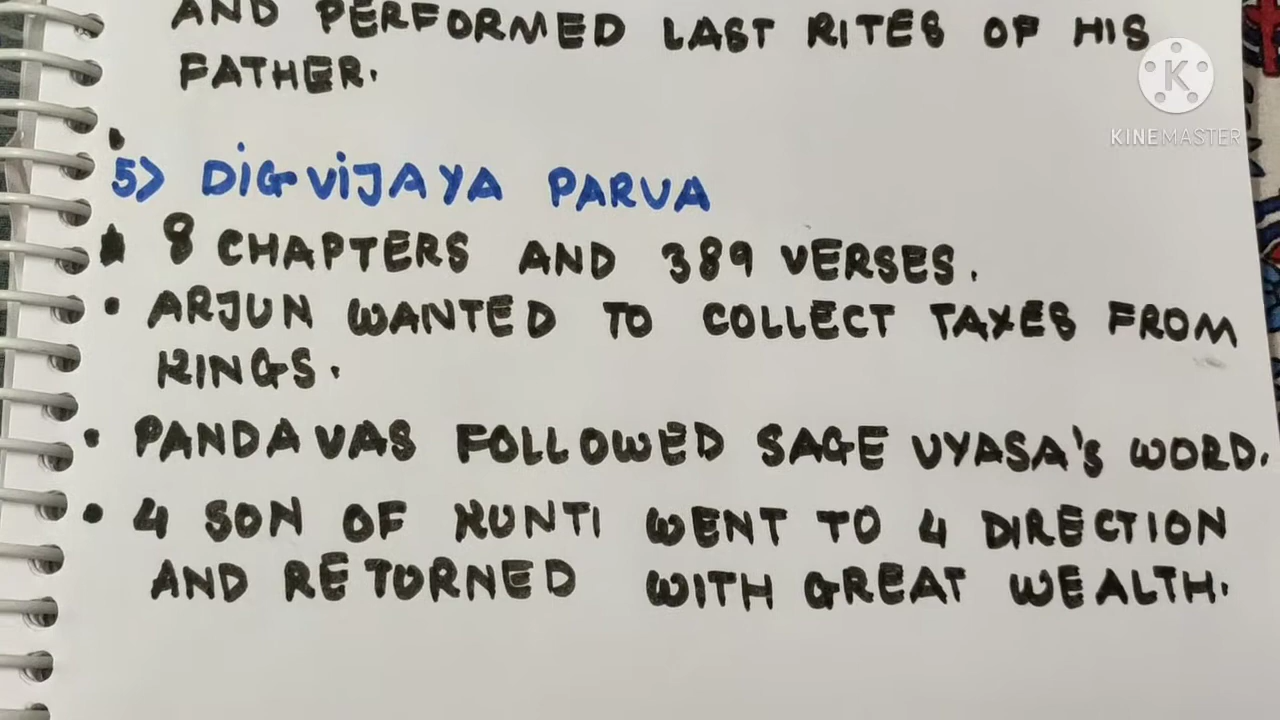 AND PERFORMED LAST RITES OF HIS
FATHER.
K
KINEMASTER
5> DIGVIJAYA PARVA
8 CHAPTERS AND 389 VERSES.
• ARJUN WANTED TO COLLECT TAXES FROM
KINGS.
• PANDAVAS FOLLOWED SAGE VYASA'S WORD.
• 4 SON OF KUNTI WENT TO 4 DIRECTION
AND RETURNED WITH GREAT WEALTH.